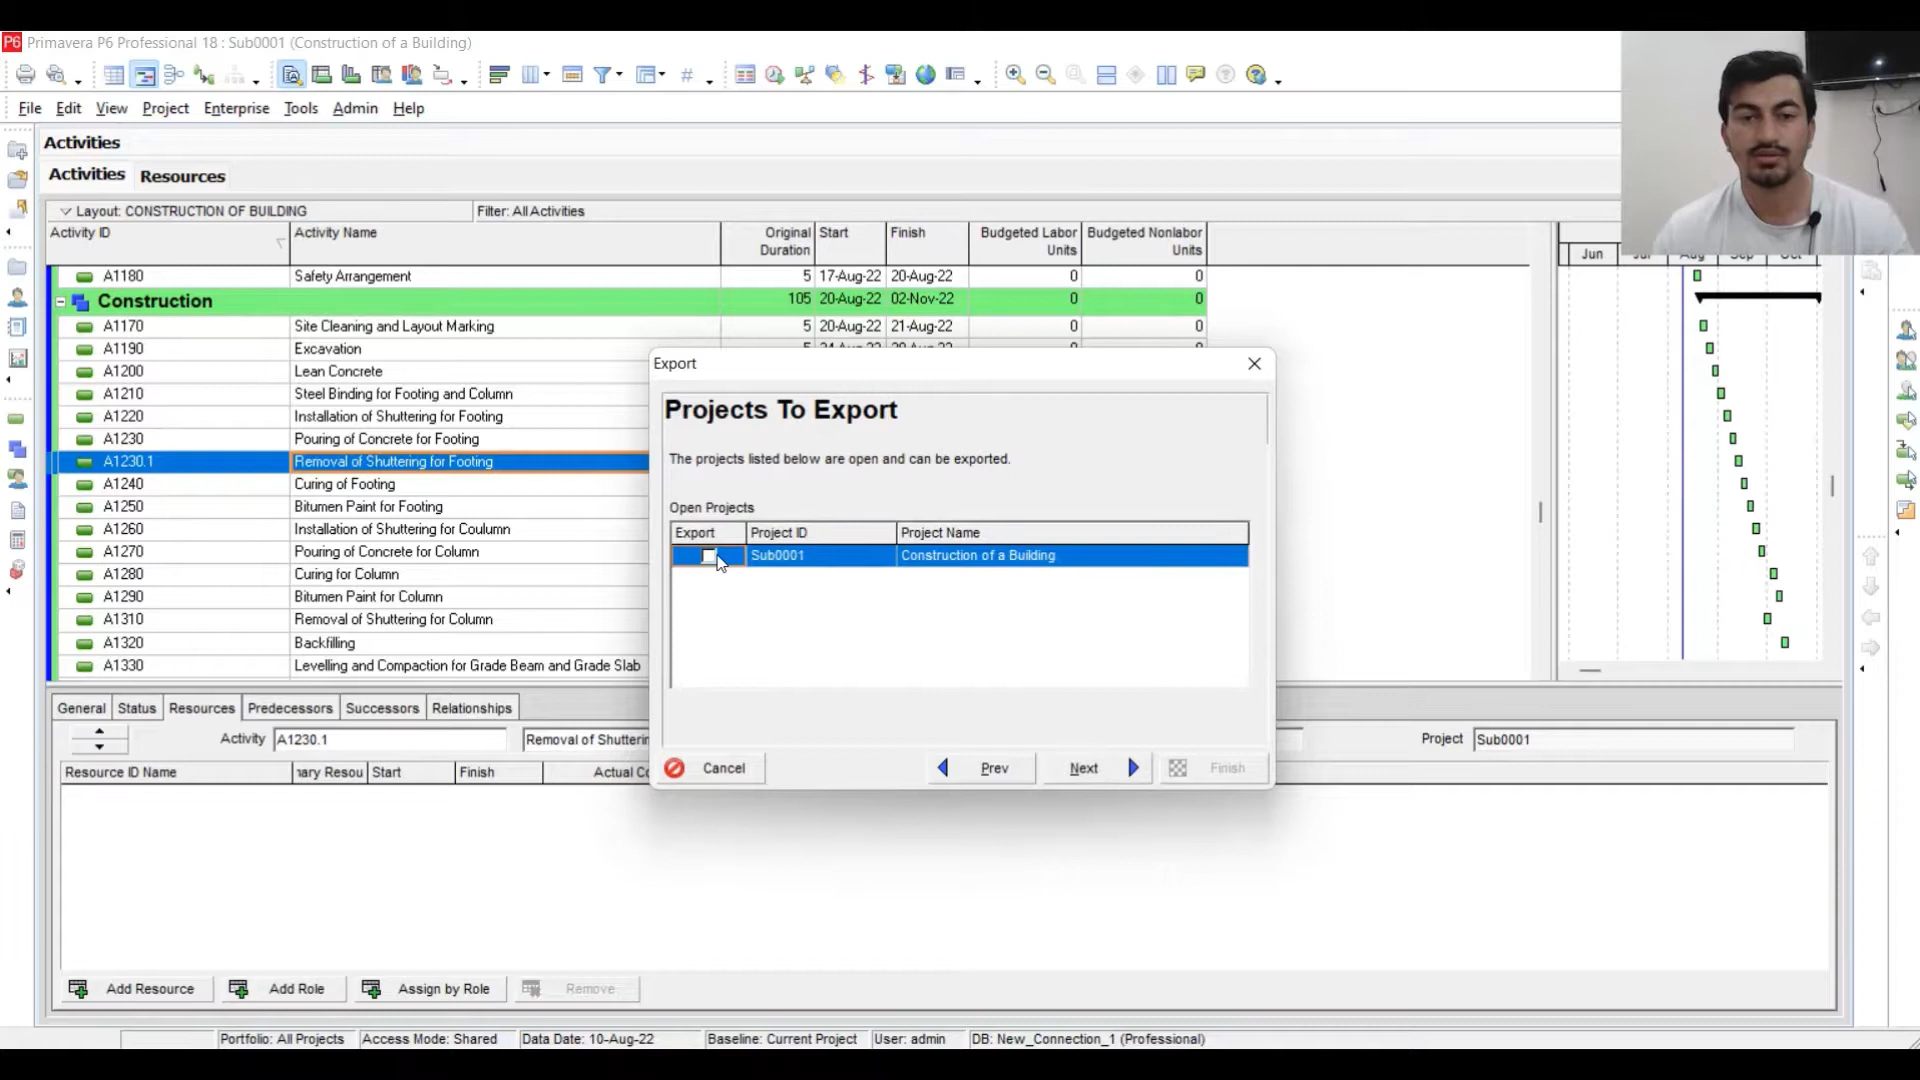 P6 Primavera P6 Professional 18 : Sub0001 (Construction of a Building)
File Edit View Project Enterprise Tools Admin Help
Activities
Activities Resources
Layout: CONSTRUCTION OF BUILDING Filter: All Activities
Activity ID Activity Name Original Duration Start Finish Budgeted Labor Units Budgeted Nonlabor Units
Jun
A1180 Safety Arrangement 5 17-Aug-22 20-Aug-22 0 0
Construction 105 20-Aug-22 02-Nov-22 0 0
A1170 Site Cleaning and Layout Marking 5 20-Aug-22 21-Aug-22 0 0
A1190 Excavation
A1200 Lean Concrete
A1210 Steel Binding for Footing and Column
A1220 Installation of Shuttering for Footing
A1230 Pouring of Concrete for Footing
A1230.1 Removal of Shuttering for Footing
A1240 Curing of Footing
A1250 Bitumen Paint for Footing
A1260 Installation of Shuttering for Coulumn
A1270 Pouring of Concrete for Column
A1280 Curing for Column
A1290 Bitumen Paint for Column
A1310 Removal of Shuttering for Column
A1320 Backfilling
A1330 Levelling and Compaction for Grade Beam and Grade Slab
Export
Projects To Export
The projects listed below are open and can be exported.
Open Projects
Export Project ID Project Name
Sub0001 Construction of a Building
Cancel Prev Next Finish
General Status Resources Predecessors Successors Relationships
Activity A1230.1 Removal of Shutterin Project Sub0001
Resource ID Name nary Resou Start Finish Actual Co
Add Resource Add Role Assign by Role Remove
Portfolio: All Projects Access Mode: Shared Data Date: 10-Aug-22 Baseline: Current Project User: admin DB: New_Connection_1 (Professional)